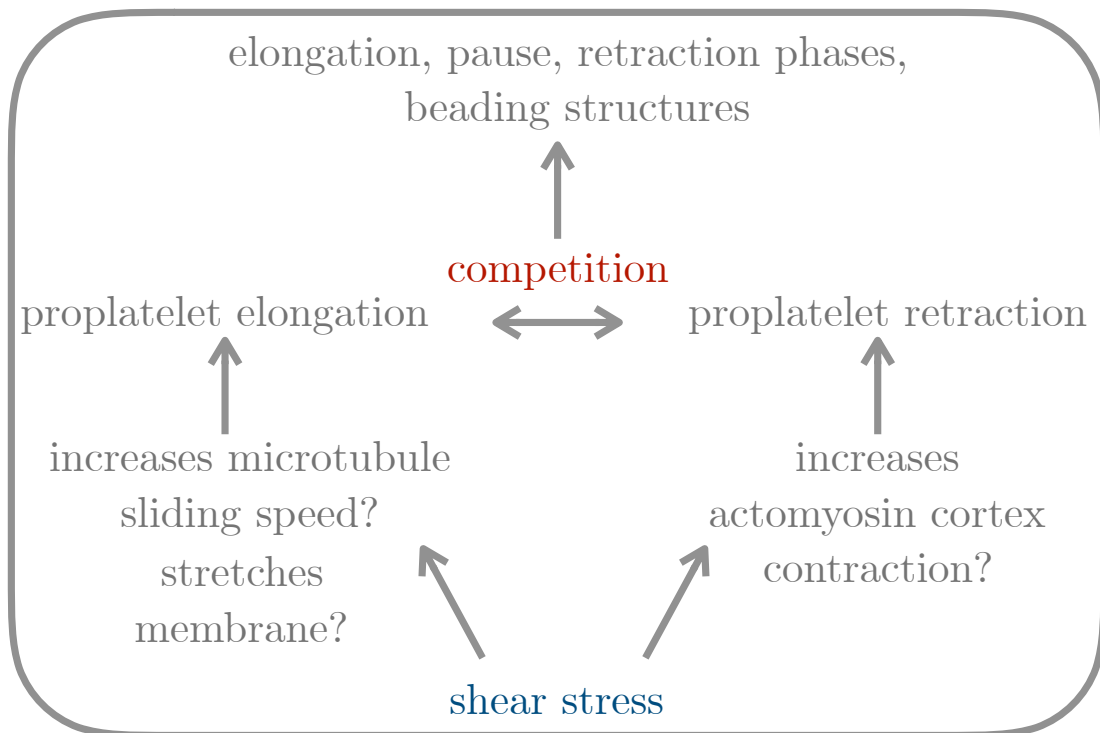 elongation, pause, retraction phases,
beading structures
competition
proplatelet elongation
proplatelet retraction
increases microtubule
sliding speed?
stretches
membrane?
increases
actomyosin cortex
contraction?
shear stress